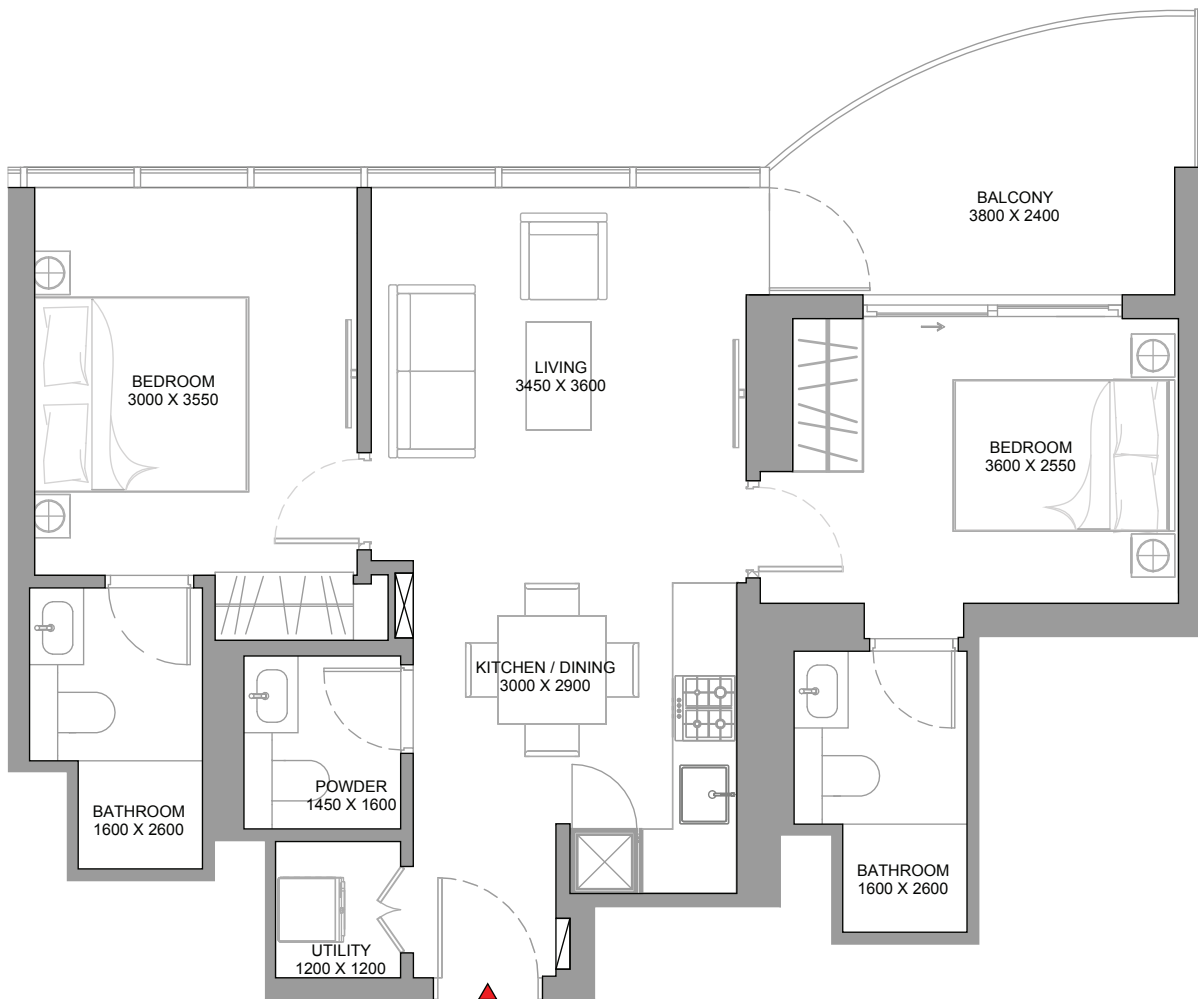 BALCONY
3800 X 2400
BEDROOM
3000 X 3550
LIVING
3450 X 3600
BEDROOM
3600 X 2550
KITCHEN / DINING
3000 X 2900
POWDER
1450 X 1600
BATHROOM
1600 X 2600
BATHROOM
1600 X 2600
UTILITY
1200 X 1200